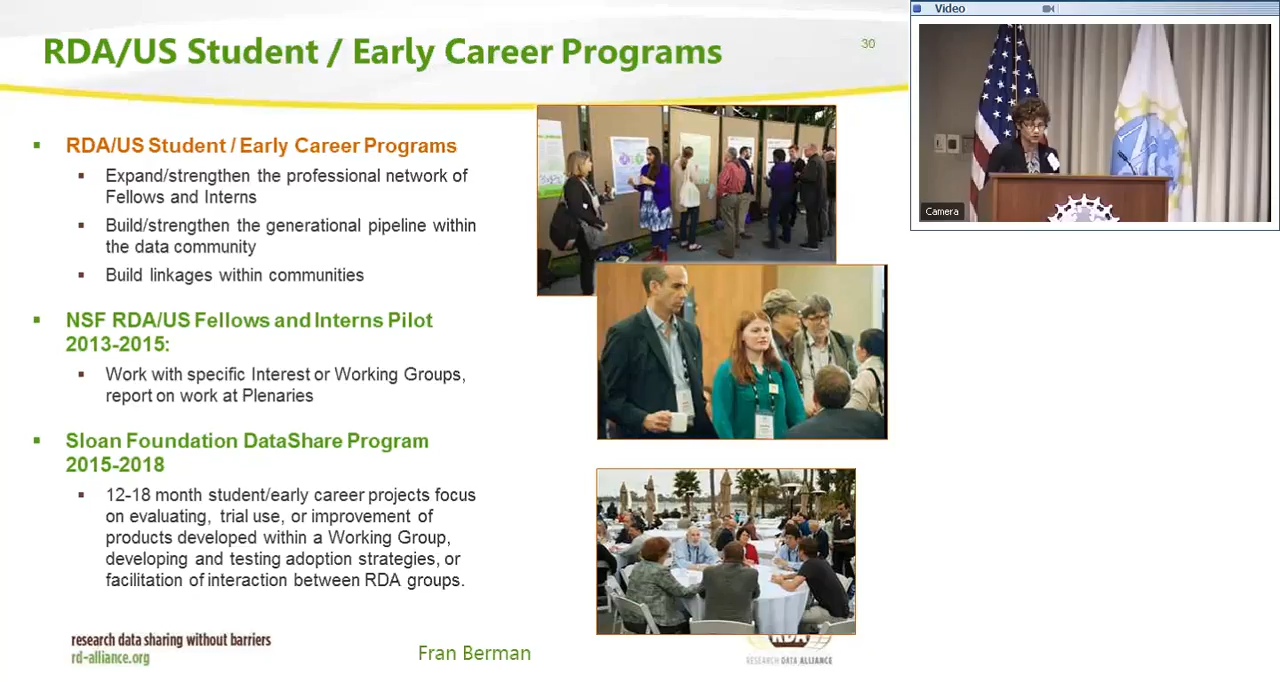 RDA/US Student / Early Career Programs
30
RDA/US Student / Early Career Programs
Expand/strengthen the professional network of
Fellows and Interns
Build/strengthen the generational pipeline within
the data community
Build linkages within communities
NSF RDA/US Fellows and Interns Pilot
2013-2015:
Work with specific Interest or Working Groups,
report on work at Plenaries
Sloan Foundation DataShare Program
2015-2018
12-18 month student/early career projects focus
on evaluating, trial use, or improvement of
products developed within a Working Group,
developing and testing adoption strategies, or
facilitation of interaction between RDA groups.
research data sharing without barriers
rd-alliance.org
Fran Berman
RDA
RESEARCH DATA ALLIANCE
Video
Camera